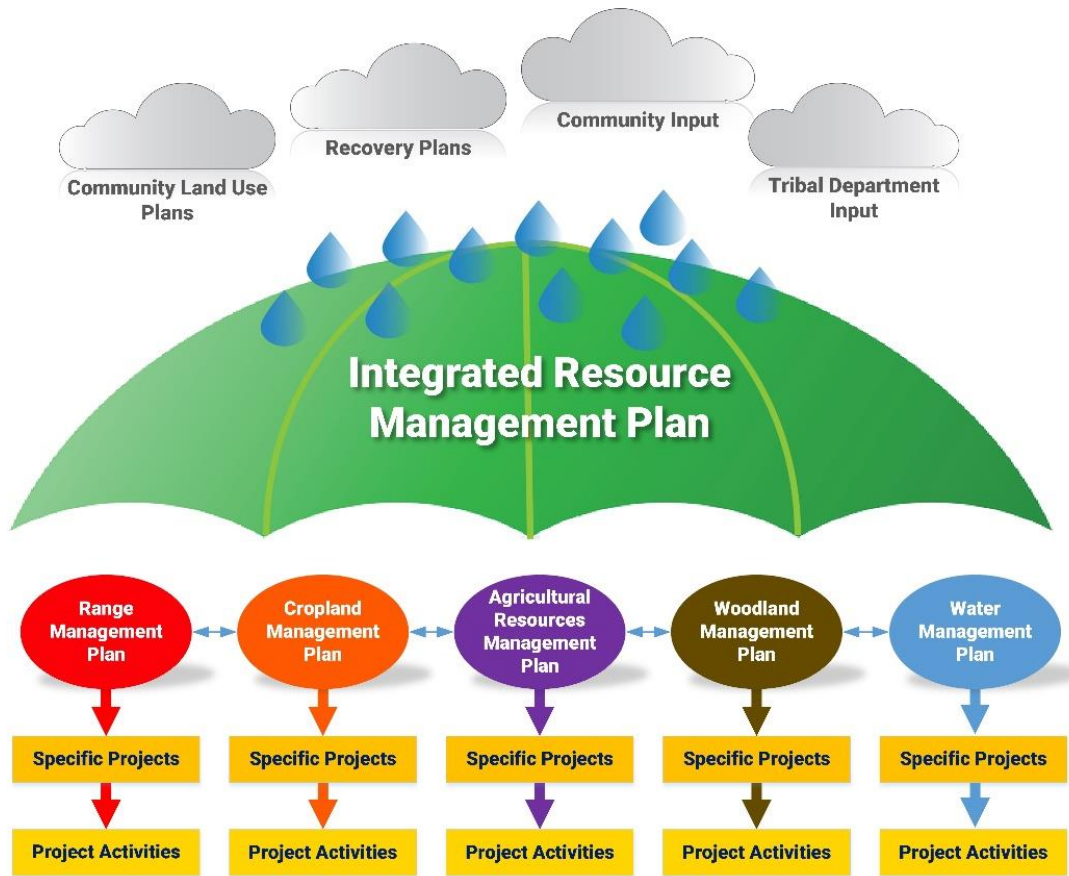 Community Land Use
Plans
Recovery Plans
Community Input
Tribal Department
Input
Integrated Resource
Management Plan
Range
Management
Plan
Cropland
Management
Plan
Agricultural
Resources
Management
Plan
Woodland
Management
Plan
Water
Management
Plan
Specific Projects
Specific Projects
Specific Projects
Specific Projects
Specific Projects
Project Activities
Project Activities
Project Activities
Project Activities
Project Activities